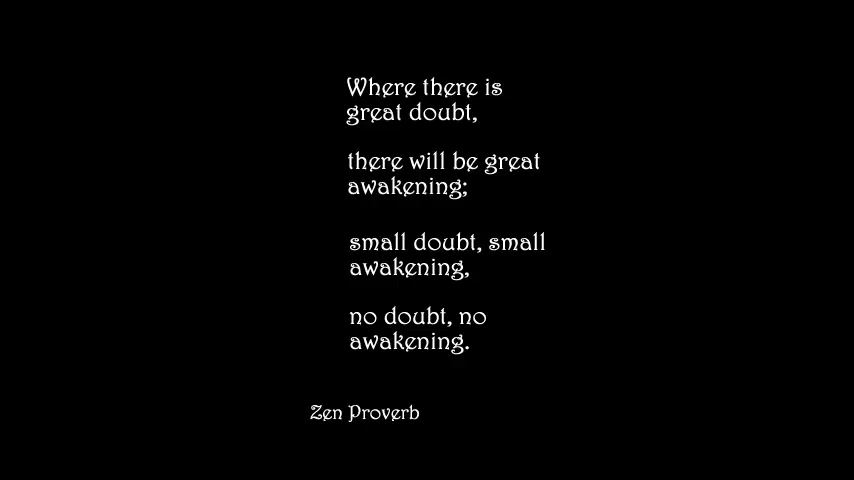 Where there is
great doubt,
there will be great
awakening;
small doubt, small
awakening,
no doubt, no
awakening.
Zen Proverb